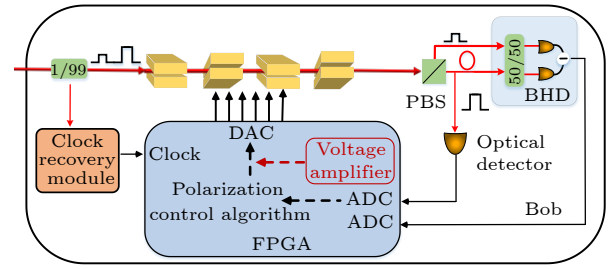 1/99
Clock
recovery
module
Clock
DAC
Voltage
amplifier
Polarization
control algorithm
ADC
ADC
FPGA
PBS
50/50
BHD
Optical
detector
Bob